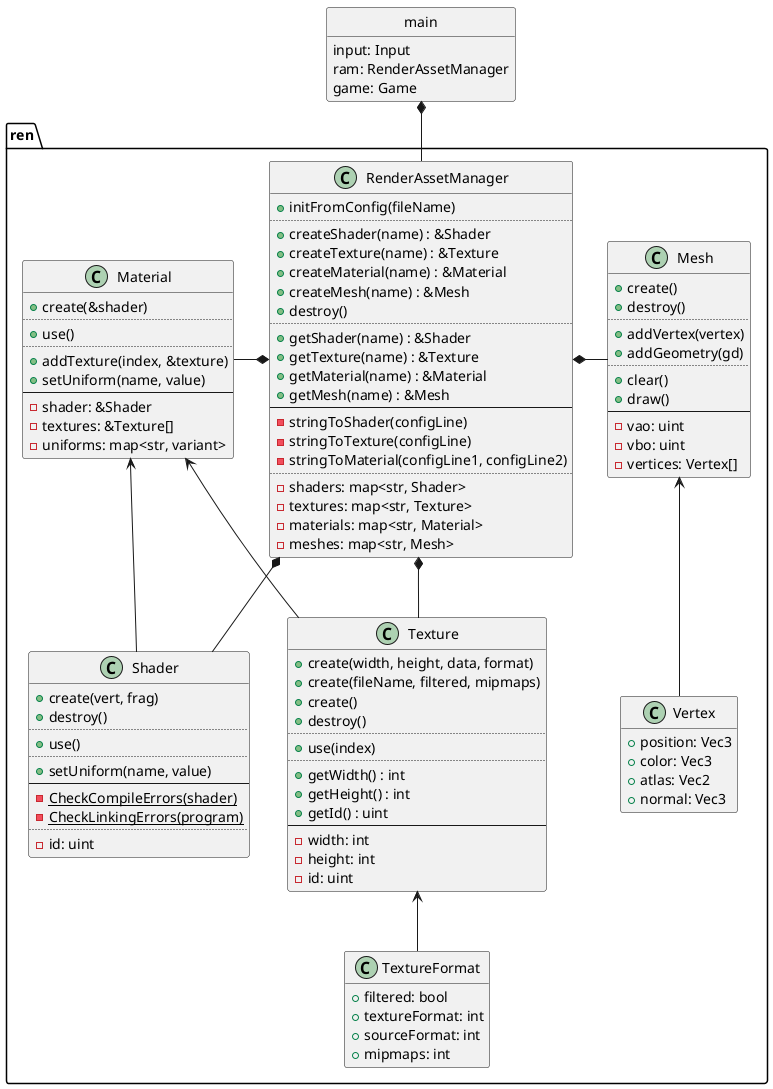 main
input: Input
ram: RenderAssetManager
game: Game
ren
C RenderAssetManager
initFromConfig(fileName)
createShader(name) : &Shader
createTexture(name) : &Texture
createMaterial(name) : &Material
createMesh(name) : &Mesh
destroy()
getShader(name) : &Shader
getTexture(name) : &Texture
getMaterial(name) : &Material
getMesh(name) : &Mesh
stringToShader(configLine)
stringToTexture(configLine)
stringToMaterial(configLine1, configLine2)
shaders: map<str, Shader>
textures: map<str, Texture>
materials: map<str, Material>
meshes: map<str, Mesh>
C Material
create(&shader)
use()
addTexture(index, &texture)
setUniform(name, value)
shader: &Shader
textures: &Texture[]
uniforms: map<str, variant>
C Mesh
create()
destroy()
addVertex(vertex)
addGeometry(gd)
clear()
draw()
vao: uint
vbo: uint
vertices: Vertex[]
C Shader
create(vert, frag)
destroy()
use()
setUniform(name, value)
CheckCompileErrors(shader)
CheckLinkingErrors(program)
id: uint
C Texture
create(width, height, data, format)
create(fileName, filtered, mipmaps)
create()
destroy()
use(index)
getWidth() : int
getHeight() : int
getId() : uint
width: int
height: int
id: uint
C Vertex
position: Vec3
color: Vec3
atlas: Vec2
normal: Vec3
C TextureFormat
filtered: bool
textureFormat: int
sourceFormat: int
mipmaps: int